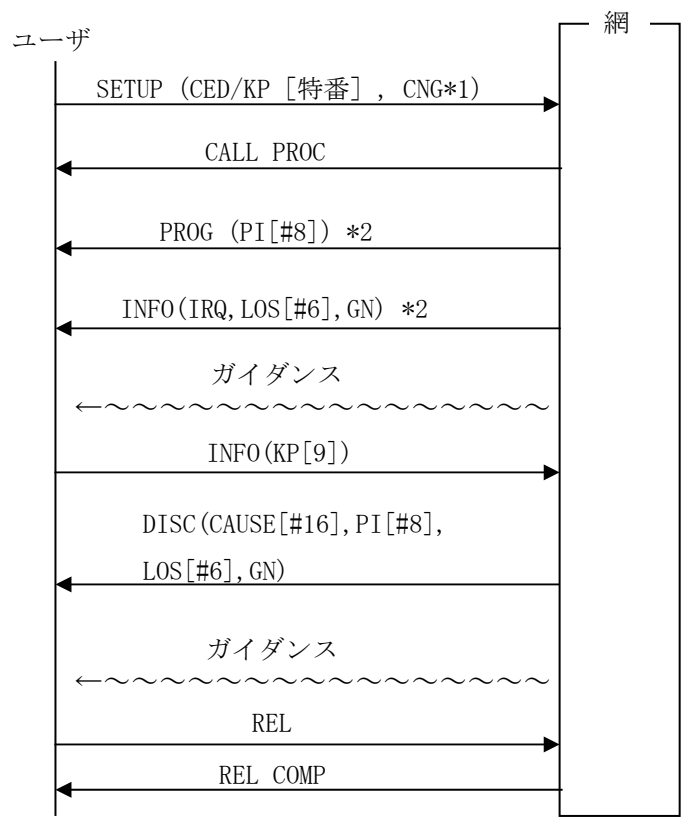 網
ユーザ
SETUP (CED/KP [特番] , CNG*1)
CALL PROC
PROG (PI[#8]) *2
INFO(IRQ,LOS[#6],GN) *2
ガイダンス
←~~~~~~~~~~~~~~~~
INFO(KP[9])
DISC(CAUSE[#16],PI[#8],
LOS[#6],GN)
ガイダンス
←~~~~~~~~~~~~~~~~
REL
REL COMP